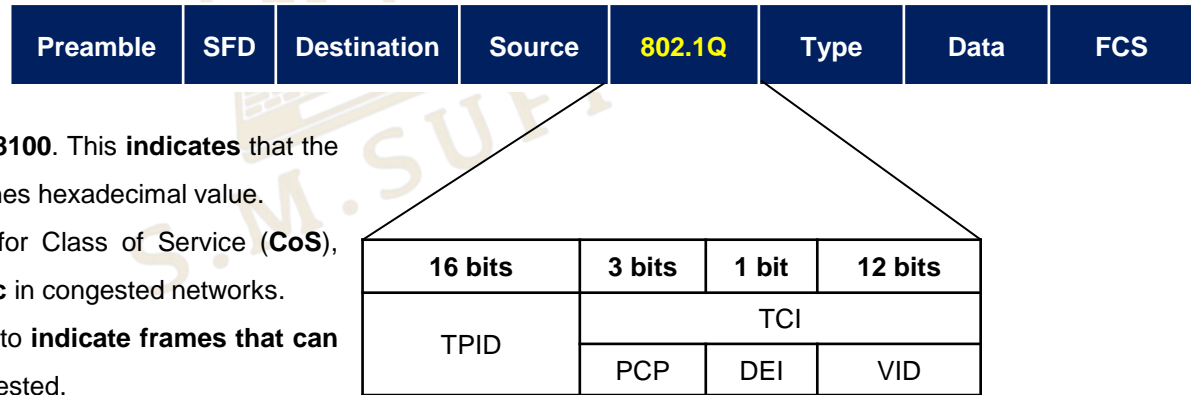 Preamble SFD Destination Source 802.1Q Type Data FCS
8100. This indicates that the
nes hexadecimal value.
for Class of Service (CoS),
c in congested networks.
to indicate frames that can
ested.
16 bits 3 bits 1 bit 12 bits
TPID TCI
PCP DEI VID
S.M.SUFI